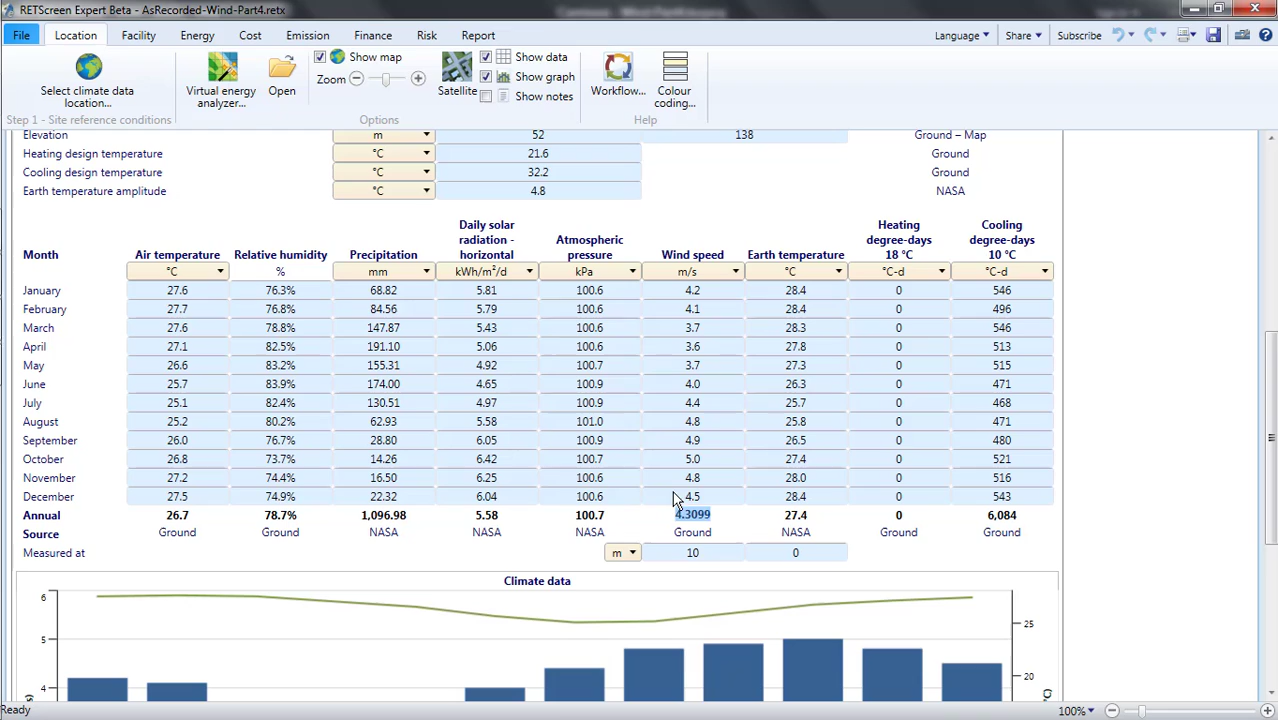 RETScreen Expert Beta - AsRecorded-Wind-Part4.retx
File Location Facility Energy Cost Emission Finance Risk Report Language Share Subscribe
Select climate data location...
Step 1 - Site reference conditions
Virtual energy analyzer...
Open
Show map
Zoom
Satellite
Show data
Show graph
Show notes
Options
Workflow...
Colour coding...
Help
Elevation m 52 138 Ground – Map
Heating design temperature °C 21.6 Ground
Cooling design temperature °C 32.2 Ground
Earth temperature amplitude °C 4.8 NASA
Month Air temperature Relative humidity Precipitation Daily solar radiation - horizontal Atmospheric pressure Wind speed Earth temperature Heating degree-days 18 °C Cooling degree-days 10 °C
°C % mm kWh/m²/d kPa m/s °C °C-d °C-d
January 27.6 76.3% 68.82 5.81 100.6 4.2 28.4 0 546
February 27.7 76.8% 84.56 5.79 100.6 4.1 28.4 0 496
March 27.6 78.8% 147.87 5.43 100.6 3.7 28.3 0 546
April 27.1 82.5% 191.10 5.06 100.6 3.6 27.8 0 513
May 26.6 83.2% 155.31 4.92 100.7 3.7 27.3 0 515
June 25.7 83.9% 174.00 4.65 100.9 4.0 26.3 0 471
July 25.1 82.4% 130.51 4.97 100.9 4.4 25.7 0 468
August 25.2 80.2% 62.93 5.58 101.0 4.8 25.8 0 471
September 26.0 76.7% 28.80 6.05 100.9 4.9 26.5 0 480
October 26.8 73.7% 14.26 6.42 100.7 5.0 27.4 0 521
November 27.2 74.4% 16.50 6.25 100.6 4.8 28.0 0 516
December 27.5 74.9% 22.32 6.04 100.6 4.5 28.4 0 543
Annual 26.7 78.7% 1,096.98 5.58 100.7 4.3099 27.4 0 6,084
Source Ground Ground NASA NASA NASA Ground NASA Ground Ground
Measured at m 10 0
Climate data
6
5
4
25
20
Ready 100%